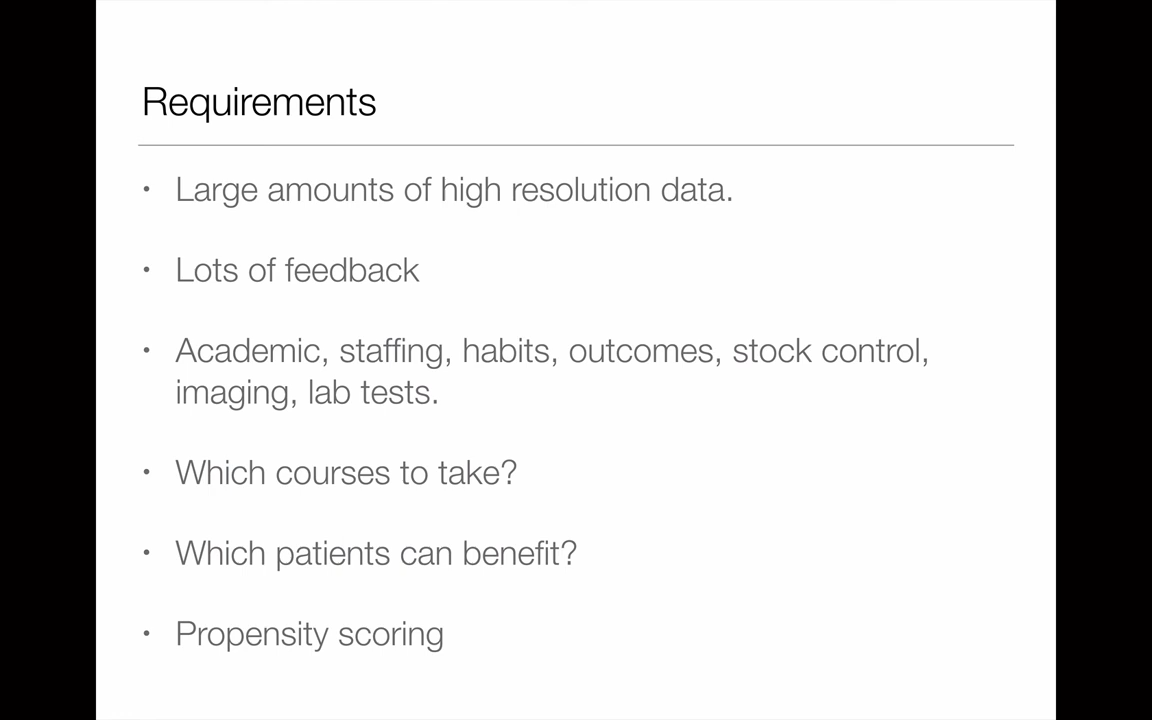 Requirements
• Large amounts of high resolution data.
• Lots of feedback
• Academic, staffing, habits, outcomes, stock control,
imaging, lab tests.
• Which courses to take?
• Which patients can benefit?
• Propensity scoring